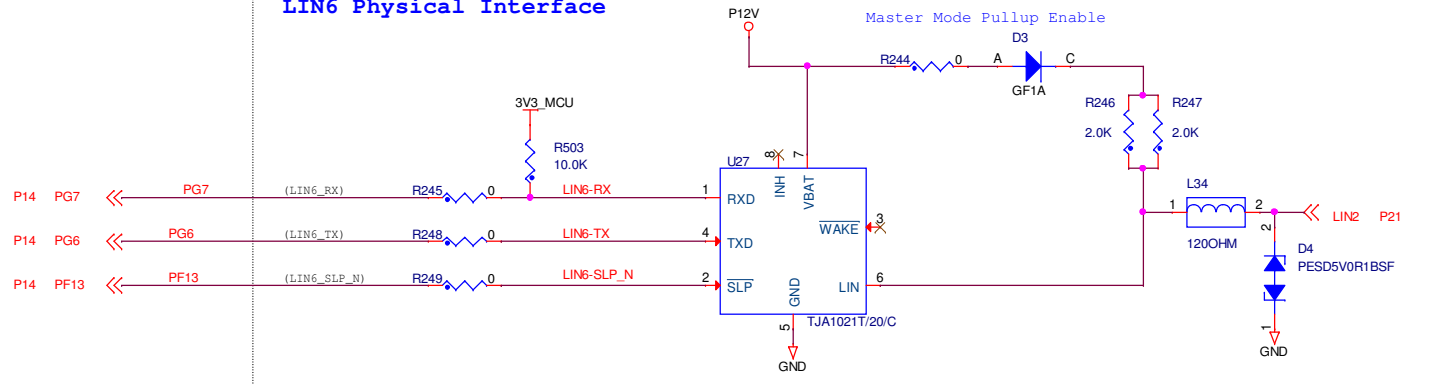 LIN6 Physical Interface
P12V
Master Mode Pullup Enable
D3
R244 0 A C
GF1A
3V3_MCU
R246 R247
2.0K 2.0K
R503
10.0K
U27
8 7
INH VBAT
P14 PG7 PG7 (LIN6_RX) R245 0 LIN6-RX 1 RXD
L34
1 2
LIN2 P21
120OHM
WAKE 3
P14 PG6 PG6 (LIN6_TX) R248 0 LIN6-TX 4 TXD
2
D4
PESD5V0R1BSF
P14 PF13 PF13 (LIN6_SLP_N) R249 0 LIN6-SLP_N 2 SLP
GND
LIN 6
TJA1021T/20/C
5
GND
1
GND